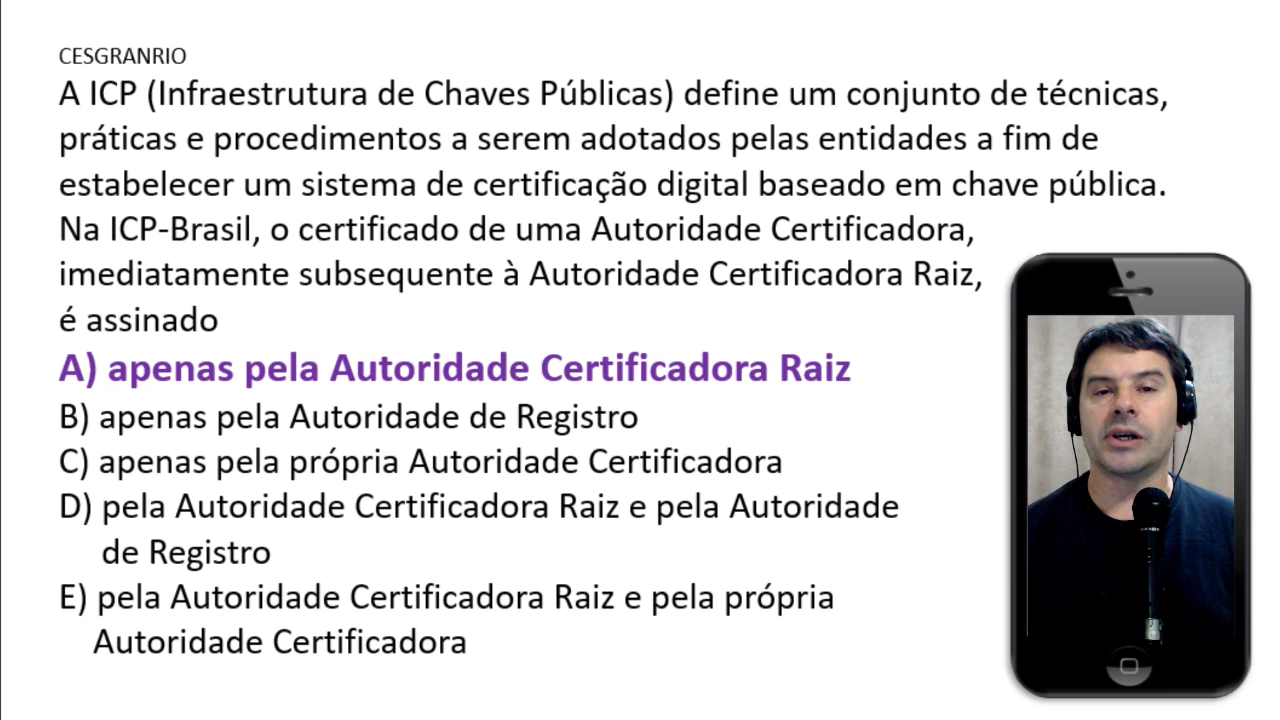 CESGRANRIO
A ICP (Infraestrutura de Chaves Públicas) define um conjunto de técnicas,
práticas e procedimentos a serem adotados pelas entidades a fim de
estabelecer um sistema de certificação digital baseado em chave pública.
Na ICP-Brasil, o certificado de uma Autoridade Certificadora,
imediatamente subsequente à Autoridade Certificadora Raiz,
é assinado
A) apenas pela Autoridade Certificadora Raiz
B) apenas pela Autoridade de Registro
C) apenas pela própria Autoridade Certificadora
D) pela Autoridade Certificadora Raiz e pela Autoridade
de Registro
E) pela Autoridade Certificadora Raiz e pela própria
Autoridade Certificadora